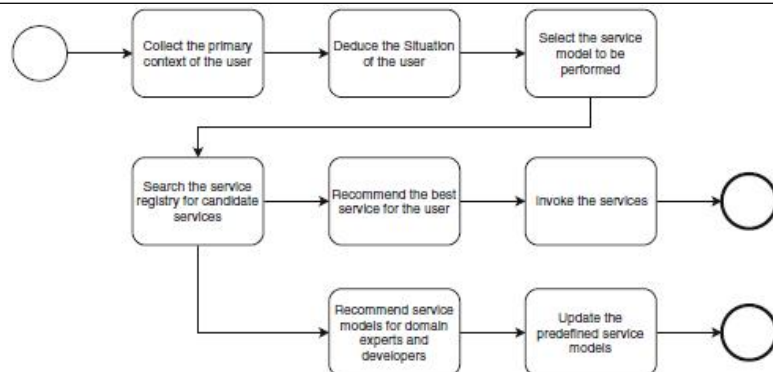 Collect the primary
context of the user
Deduce the Situation
of the user
Select the service
model to be
performed
Search the service
registry for candidate
services
Recommend the best
service for the user
Invoke the services
Recommend service
models for domain
experts and
developers
Update the
predefined service
models